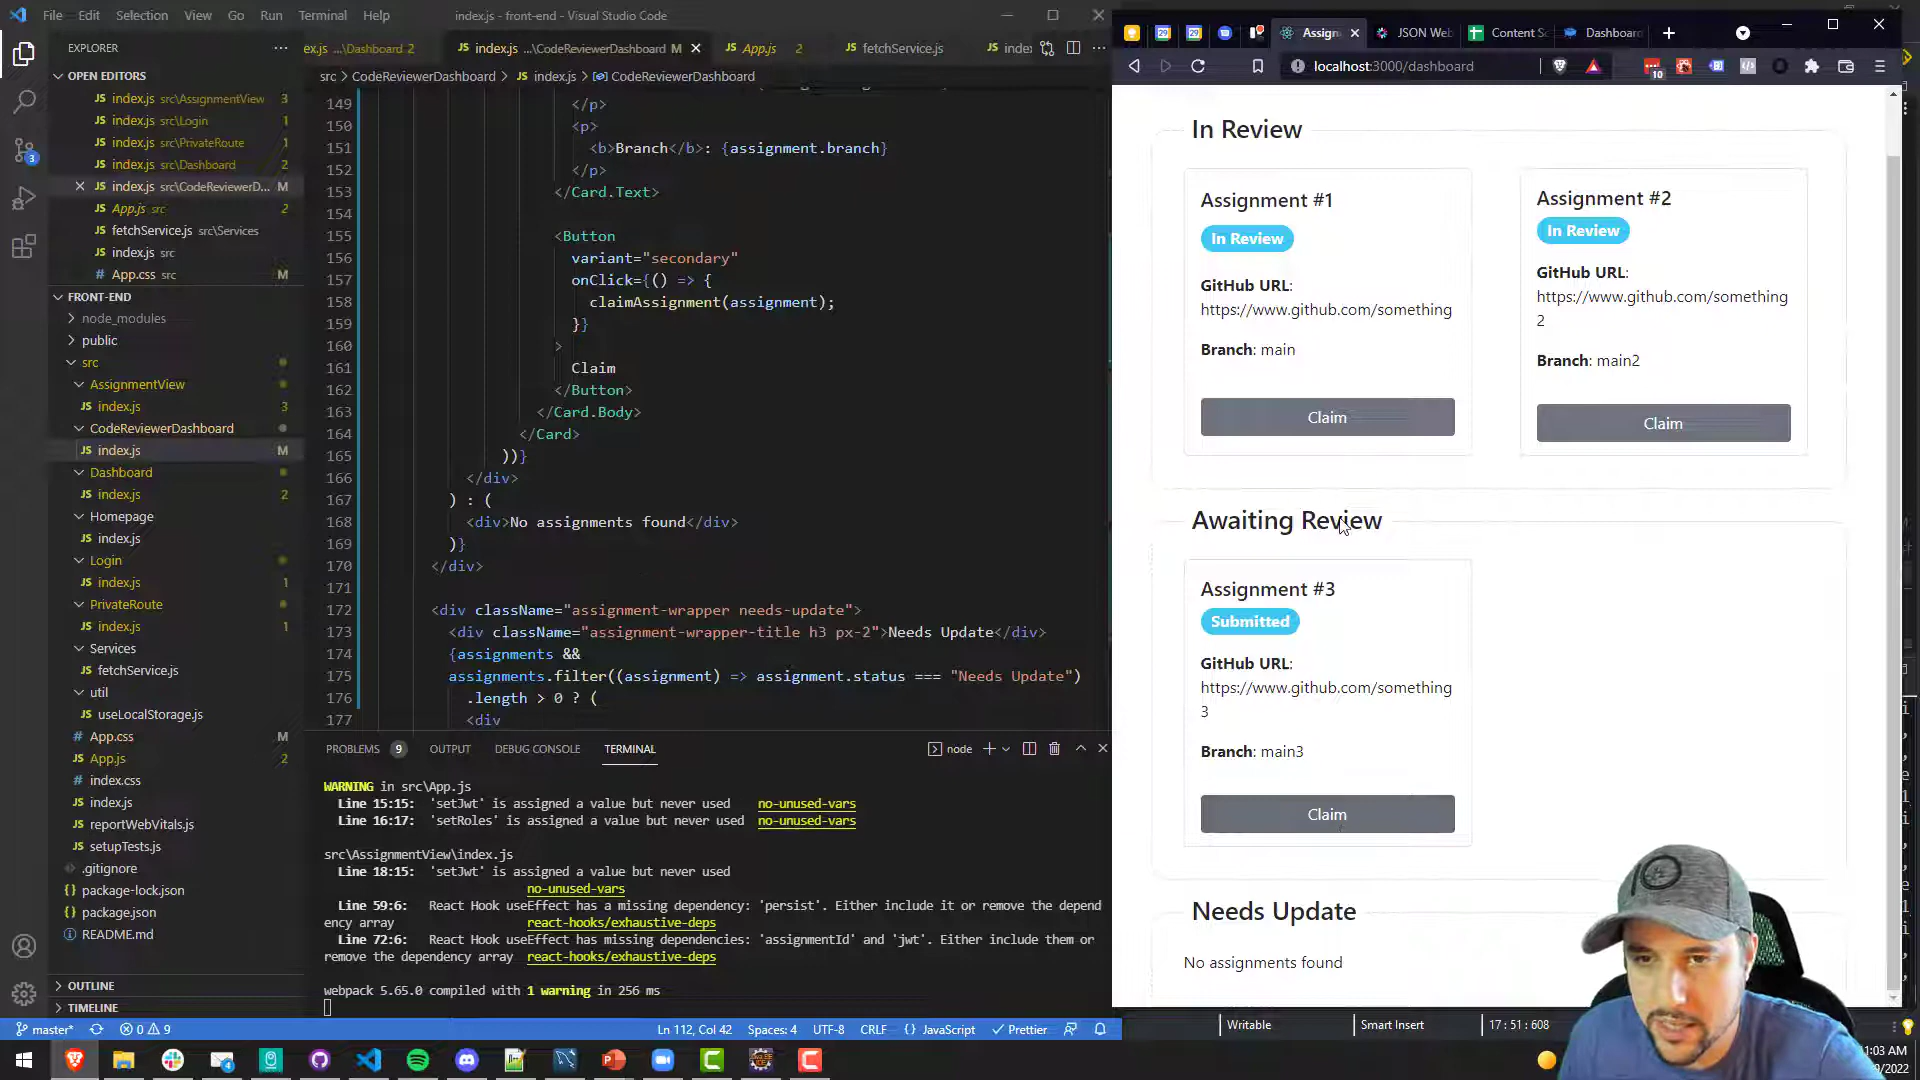 File Edit Selection View Go Run Terminal Help
index.js - front-end - Visual Studio Code
EXPLORER
OPEN EDITORS
index.js src\AssignmentView 3
index.js src\Login 1
index.js src\PrivateRoute 1
index.js src\Dashboard 2
index.js src\CodeReviewerD... M
App.js src 2
fetchService.js src\Services
index.js src
App.css src M
FRONT-END
node_modules
public
src
AssignmentView
index.js 3
CodeReviewerDashboard
index.js M
Dashboard
index.js 2
Homepage
index.js
Login
index.js 1
PrivateRoute
index.js 1
Services
fetchService.js
util
useLocalStorage.js
App.css M
App.js 2
index.css
index.js
reportWebVitals.js
setupTests.js
.gitignore
package-lock.json
package.json
README.md
OUTLINE
TIMELINE
ex.js ...\Dashboard 2
index.js ...\CodeReviewerDashboard M
App.js 2
fetchService.js
index
src > CodeReviewerDashboard > index.js > CodeReviewerDashboard
149 </p>
150 <p>
151 <b>Branch</b>: {assignment.branch}
152 </p>
153 </Card.Text>
154
155 <Button
156 variant="secondary"
157 onClick={() => {
158 claimAssignment(assignment);
159 }}
160 >
161 Claim
162 </Button>
163 </Card.Body>
164 </Card>
165 ))}
166 </div>
167 ) : (
168 <div>No assignments found</div>
169 )}
170 </div>
171
172 <div className="assignment-wrapper needs-update">
173 <div className="assignment-wrapper-title h3 px-2">Needs Update</div>
174 {assignments &&
175 assignments.filter((assignment) => assignment.status === "Needs Update")
176 .length > 0 ? (
177 <div
PROBLEMS 9 OUTPUT DEBUG CONSOLE TERMINAL
node
WARNING in src\App.js
Line 15:15: 'setJwt' is assigned a value but never used no-unused-vars
Line 16:17: 'setRoles' is assigned a value but never used no-unused-vars
src\AssignmentView\index.js
Line 18:15: 'setJwt' is assigned a value but never used
no-unused-vars
Line 59:6: React Hook useEffect has a missing dependency: 'persist'. Either include it or remove the depend
ency array react-hooks/exhaustive-deps
Line 72:6: React Hook useEffect has missing dependencies: 'assignmentId' and 'jwt'. Either include them or
remove the dependency array react-hooks/exhaustive-deps
webpack 5.65.0 compiled with 1 warning in 256 ms
master* 0 9
Ln 112, Col 42 Spaces: 4 UTF-8 CRLF {} JavaScript Prettier
3
Assign
JSON Web
Content Sc
Dashboard
localhost:3000/dashboard
10
In Review
Assignment #1
In Review
GitHub URL:
https://www.github.com/something
Branch: main
Claim
Assignment #2
In Review
GitHub URL:
https://www.github.com/something
2
Branch: main2
Claim
Awaiting Review
Assignment #3
Submitted
GitHub URL:
https://www.github.com/something
3
Branch: main3
Claim
Needs Update
No assignments found
Writable
Smart Insert
17 : 51 : 608